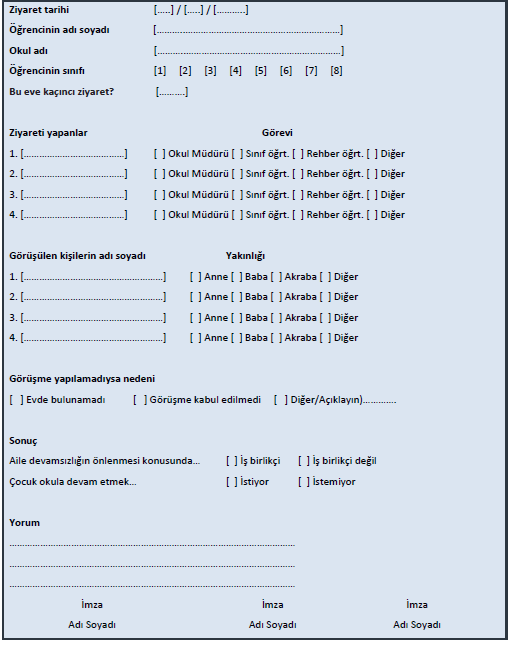 Ziyaret tarihi [.....] / [.....] / [...........]
Öğrencinin adı soyadı [......................................................................]
Okul adı [......................................................................]
Öğrencinin sınıfı [1] [2] [3] [4] [5] [6] [7] [8]
Bu eve kaçıncı ziyaret? [..........]
Ziyareti yapanlar Görevi
1. [.......................................] [ ] Okul Müdürü [ ] Sınıf öğrt. [ ] Rehber öğrt. [ ] Diğer
2. [.......................................] [ ] Okul Müdürü [ ] Sınıf öğrt. [ ] Rehber öğrt. [ ] Diğer
3. [.......................................] [ ] Okul Müdürü [ ] Sınıf öğrt. [ ] Rehber öğrt. [ ] Diğer
4. [.......................................] [ ] Okul Müdürü [ ] Sınıf öğrt. [ ] Rehber öğrt. [ ] Diğer
Görüşülen kişilerin adı soyadı Yakınlığı
1. [......................................................] [ ] Anne [ ] Baba [ ] Akraba [ ] Diğer
2. [......................................................] [ ] Anne [ ] Baba [ ] Akraba [ ] Diğer
3. [......................................................] [ ] Anne [ ] Baba [ ] Akraba [ ] Diğer
4. [......................................................] [ ] Anne [ ] Baba [ ] Akraba [ ] Diğer
Görüşme yapılamadıysa nedeni
[ ] Evde bulunamadı [ ] Görüşme kabul edilmedi [ ] Diğer/Açıklayın).............
Sonuç
Aile devamsızlığın önlenmesi konusunda... [ ] İş birlikçi [ ] İş birlikçi değil
Çocuk okula devam etmek... [ ] İstiyor [ ] İstemiyor
Yorum
..............................................................................................................
..............................................................................................................
..............................................................................................................
İmza İmza İmza
Adı Soyadı Adı Soyadı Adı Soyadı